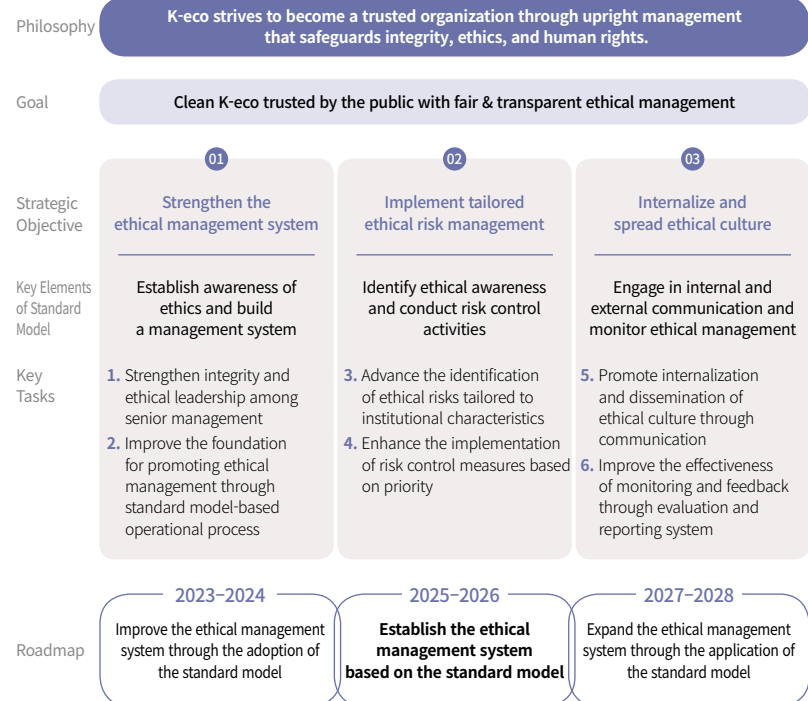 Philosophy
K-eco strives to become a trusted organization through upright management
that safeguards integrity, ethics, and human rights.
Goal
Clean K-eco trusted by the public with fair & transparent ethical management
01
02
03
Strategic
Objective
Strengthen the
ethical management system
Implement tailored
ethical risk management
Internalize and
spread ethical culture
Key Elements
of Standard
Model
Establish awareness of
ethics and build
a management system
Identify ethical awareness
and conduct risk control
activities
Engage in internal and
external communication and
monitor ethical management
Key
Tasks
1. Strengthen integrity and
ethical leadership among
senior management
2. Improve the foundation
for promoting ethical
management through
standard model-based
operational process
3. Advance the identification
of ethical risks tailored to
institutional characteristics
4. Enhance the implementation
of risk control measures based
on priority
5. Promote internalization
and dissemination of
ethical culture through
communication
6. Improve the effectiveness
of monitoring and feedback
through evaluation and
reporting system
Roadmap
2023–2024
Improve the ethical management
system through the adoption of
the standard model
2025–2026
Establish the ethical
management system
based on the standard model
2027–2028
Expand the ethical management
system through the application of
the standard model